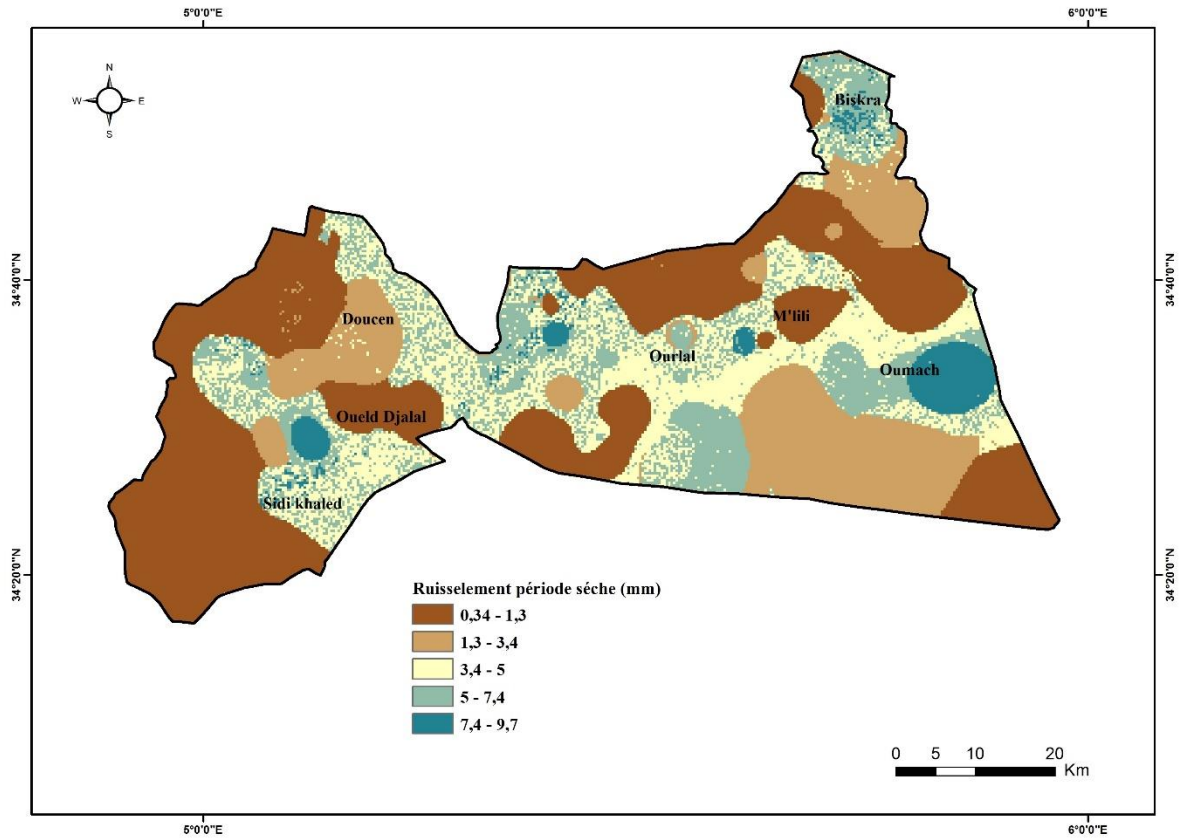 5°0'0"E
6°0'0"E
N
W
E
S
Biskra
34°40'0"N
34°40'0"N
Doucen
M'lili
Ourlal
Oumach
Oueld Djalal
Sidi khaled
34°20'0"N
34°20'0"N
Ruisselement période séche (mm)
0,34 - 1,3
1,3 - 3,4
3,4 - 5
5 - 7,4
7,4 - 9,7
0 5 10 20
Km
5°0'0"E
6°0'0"E